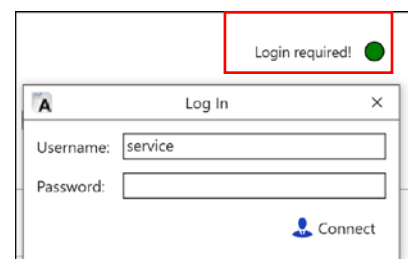 Login required!
A
Log In
Username:
service
Password:
Connect